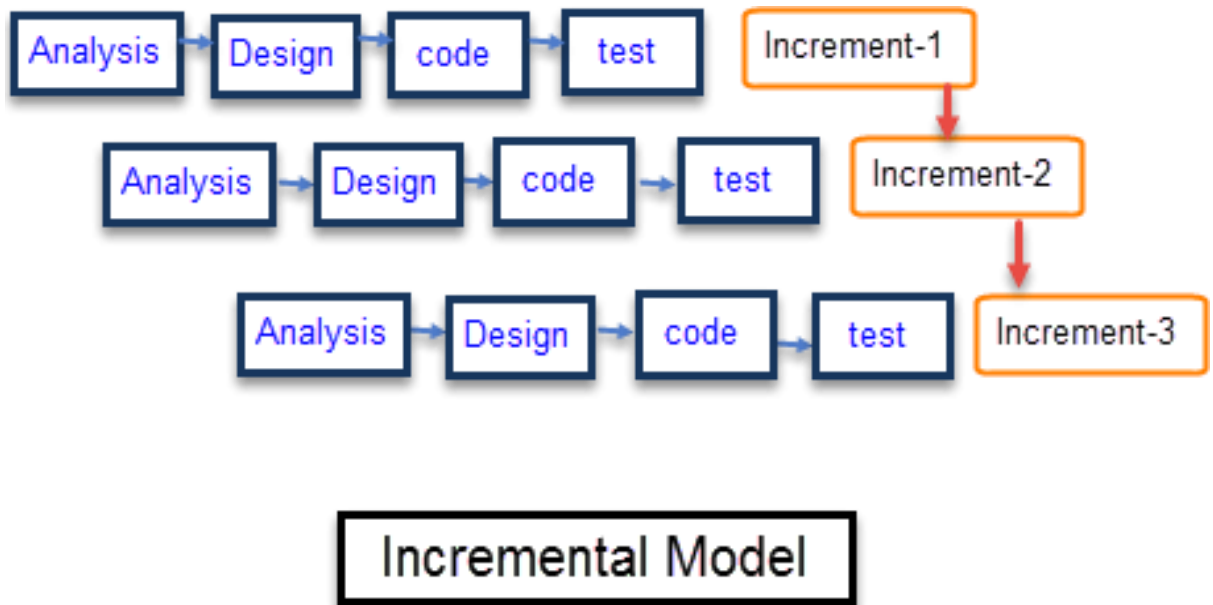 Analysis Design code test Increment-1
Analysis Design code test Increment-2
Analysis Design code test Increment-3
Incremental Model